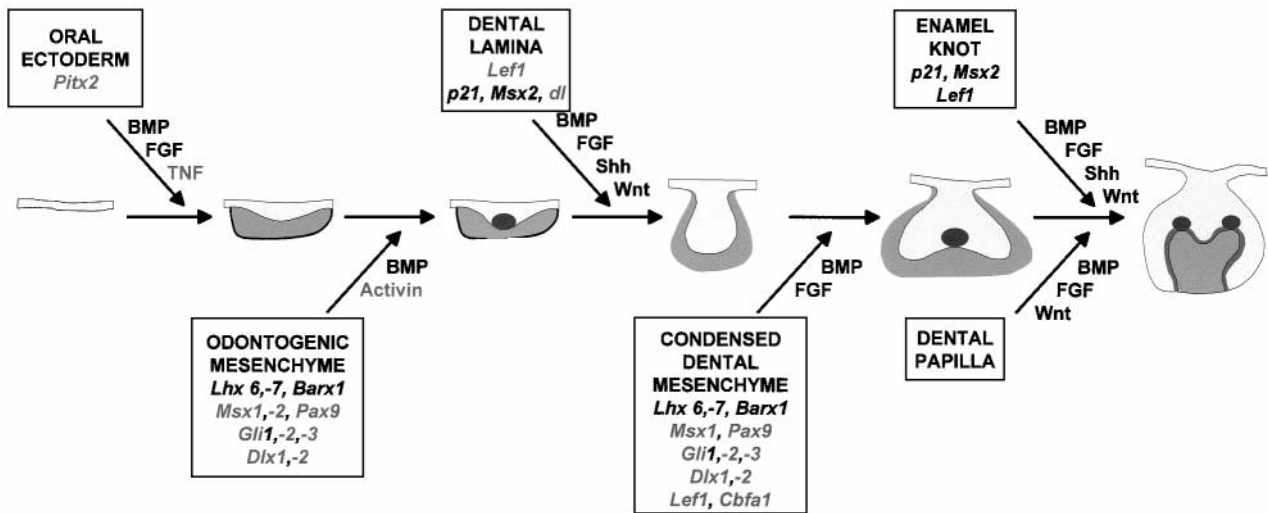 ORAL
ECTODERM
Pitx2
BMP
FGF
TNF
DENTAL
LAMINA
Lef1
p21, Msx2, dl
BMP
FGF
Shh
Wnt
ENAMEL
KNOT
p21, Msx2
Lef1
BMP
FGF
Shh
Wnt
BMP
Activin
ODONTOGENIC
MESENCHYME
Lhx 6,-7, Barx1
Msx1,-2, Pax9
Gli1,-2,-3
Dlx1,-2
BMP
FGF
CONDENSED
DENTAL
MESENCHYME
Lhx 6,-7, Barx1
Msx1, Pax9
Gli1,-2,-3
Dlx1,-2
Lef1, Cbfa1
BMP
FGF
Wnt
DENTAL
PAPILLA